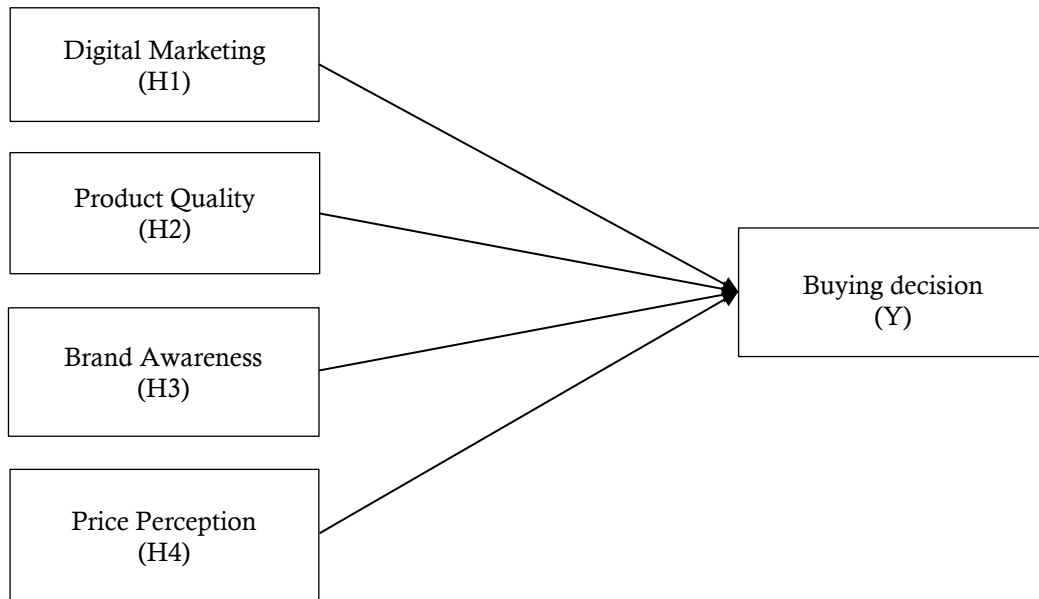 Digital Marketing
(H1)
Product Quality
(H2)
Brand Awareness
(H3)
Price Perception
(H4)
Buying decision
(Y)